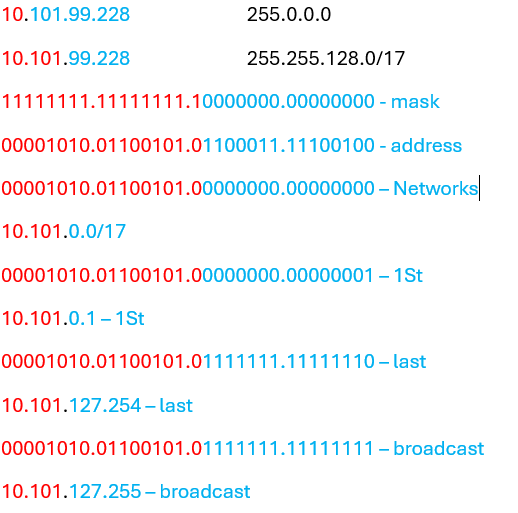 10.101.99.228 255.0.0.0
10.101.99.228 255.255.128.0/17
11111111.11111111.10000000.00000000 - mask
00001010.01100101.01100011.11100100 - address
00001010.01100101.00000000.00000000 – Networks
10.101.0.0/17
00001010.01100101.00000000.00000001 – 1St
10.101.0.1 – 1St
00001010.01100101.01111111.11111110 – last
10.101.127.254 – last
00001010.01100101.01111111.11111111 – broadcast
10.101.127.255 – broadcast